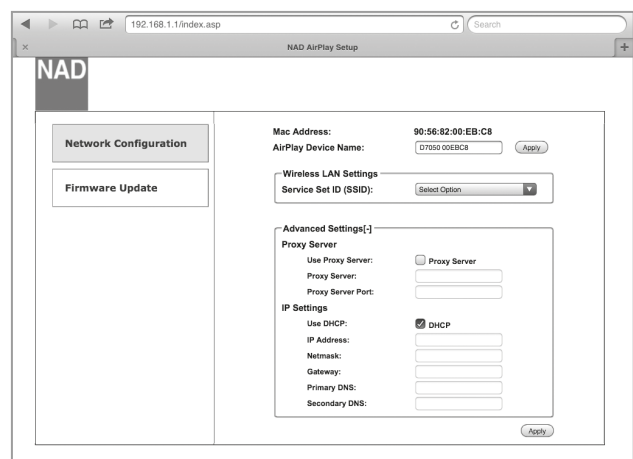 192.168.1.1/index.asp
Search
NAD AirPlay Setup
NAD
Network Configuration
Firmware Update
Mac Address: 90:56:82:00:EB:C8
AirPlay Device Name: D7050 00EBC8 Apply
Wireless LAN Settings
Service Set ID (SSID): Select Option
Advanced Settings[-]
Proxy Server
Use Proxy Server: Proxy Server
Proxy Server:
Proxy Server Port:
IP Settings
Use DHCP: DHCP
IP Address:
Netmask:
Gateway:
Primary DNS:
Secondary DNS:
Apply